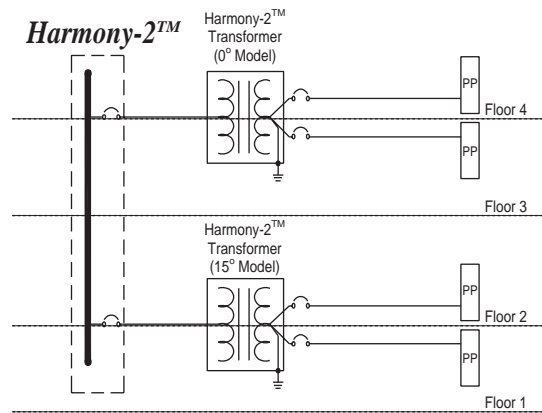 Harmony-2™
Harmony-2™
Transformer
(0° Model)
PP
Floor 4
PP
Floor 3
Harmony-2™
Transformer
(15° Model)
PP
Floor 2
PP
Floor 1